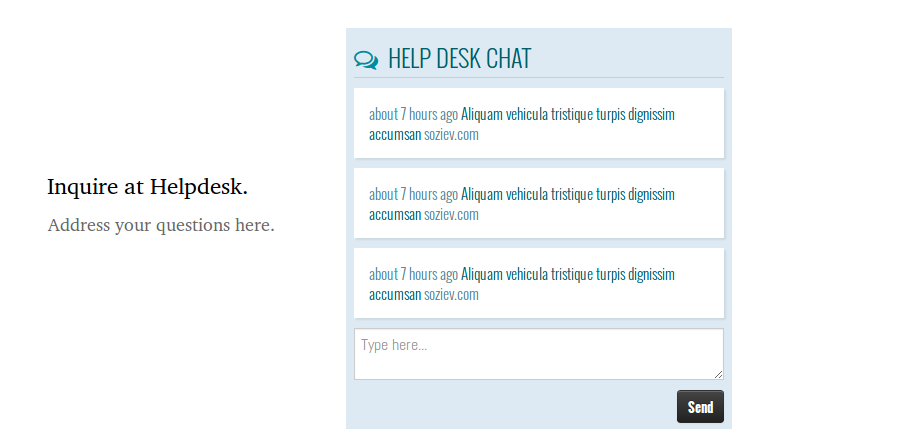 Inquire at Helpdesk.
Address your questions here.
HELP DESK CHAT
about 7 hours ago Aliquam vehicula tristique turpis dignissim
accumsan soziev.com
about 7 hours ago Aliquam vehicula tristique turpis dignissim
accumsan soziev.com
about 7 hours ago Aliquam vehicula tristique turpis dignissim
accumsan soziev.com
Type here...
Send